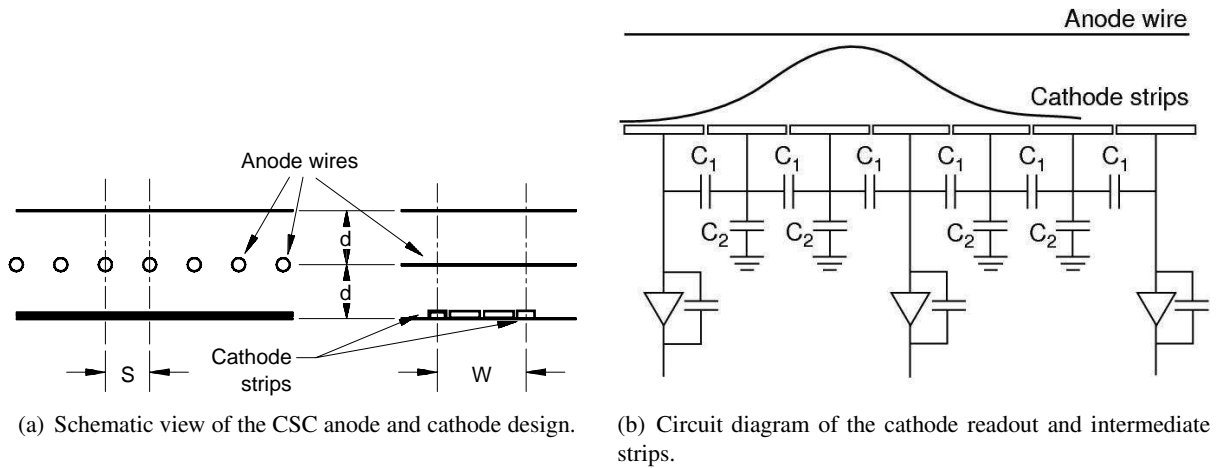 Anode wires
d
d
Cathode
strips
S
W
(a) Schematic view of the CSC anode and cathode design.
Anode wire
Cathode strips
C1 C1 C1 C1 C1 C1
C2 C2 C2 C2
(b) Circuit diagram of the cathode readout and intermediate
strips.